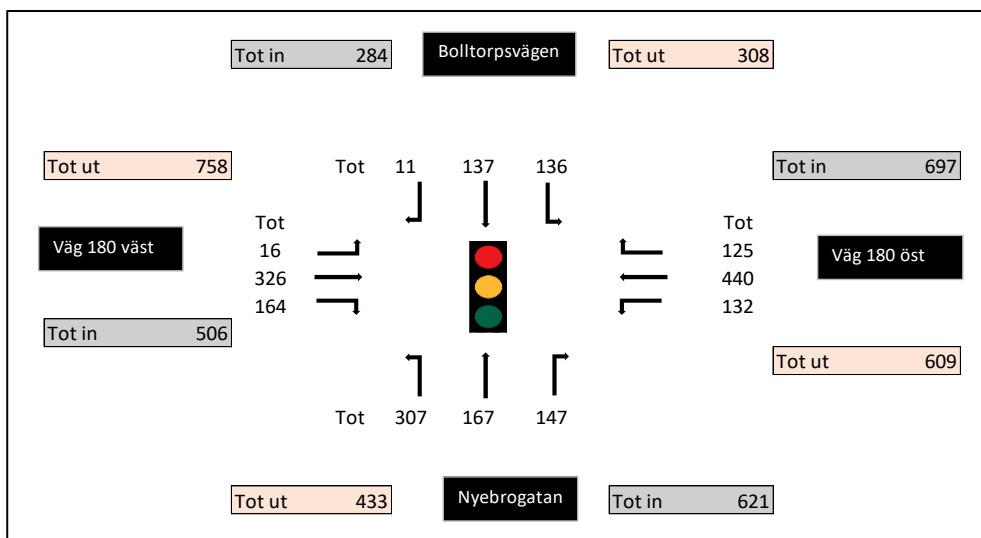 Tot in 284 Bolltorpsvägen Tot ut 308
Tot ut 758 Tot 11 137 136 Tot in 697
Tot Tot
Väg 180 väst 16 125 Väg 180 öst
326 440
164 132
Tot in 506
Tot ut 609
Tot 307 167 147
Tot ut 433 Nyebrogatan Tot in 621